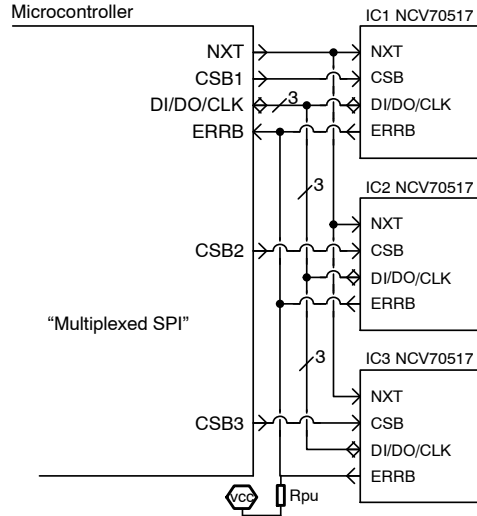 Microcontroller
NXT
CSB1
DI/DO/CLK
ERRB
3
3
CSB2
"Multiplexed SPI"
3
CSB3
VCC
Rpu
IC1 NCV70517
NXT
CSB
DI/DO/CLK
ERRB
IC2 NCV70517
NXT
CSB
DI/DO/CLK
ERRB
IC3 NCV70517
NXT
CSB
DI/DO/CLK
ERRB